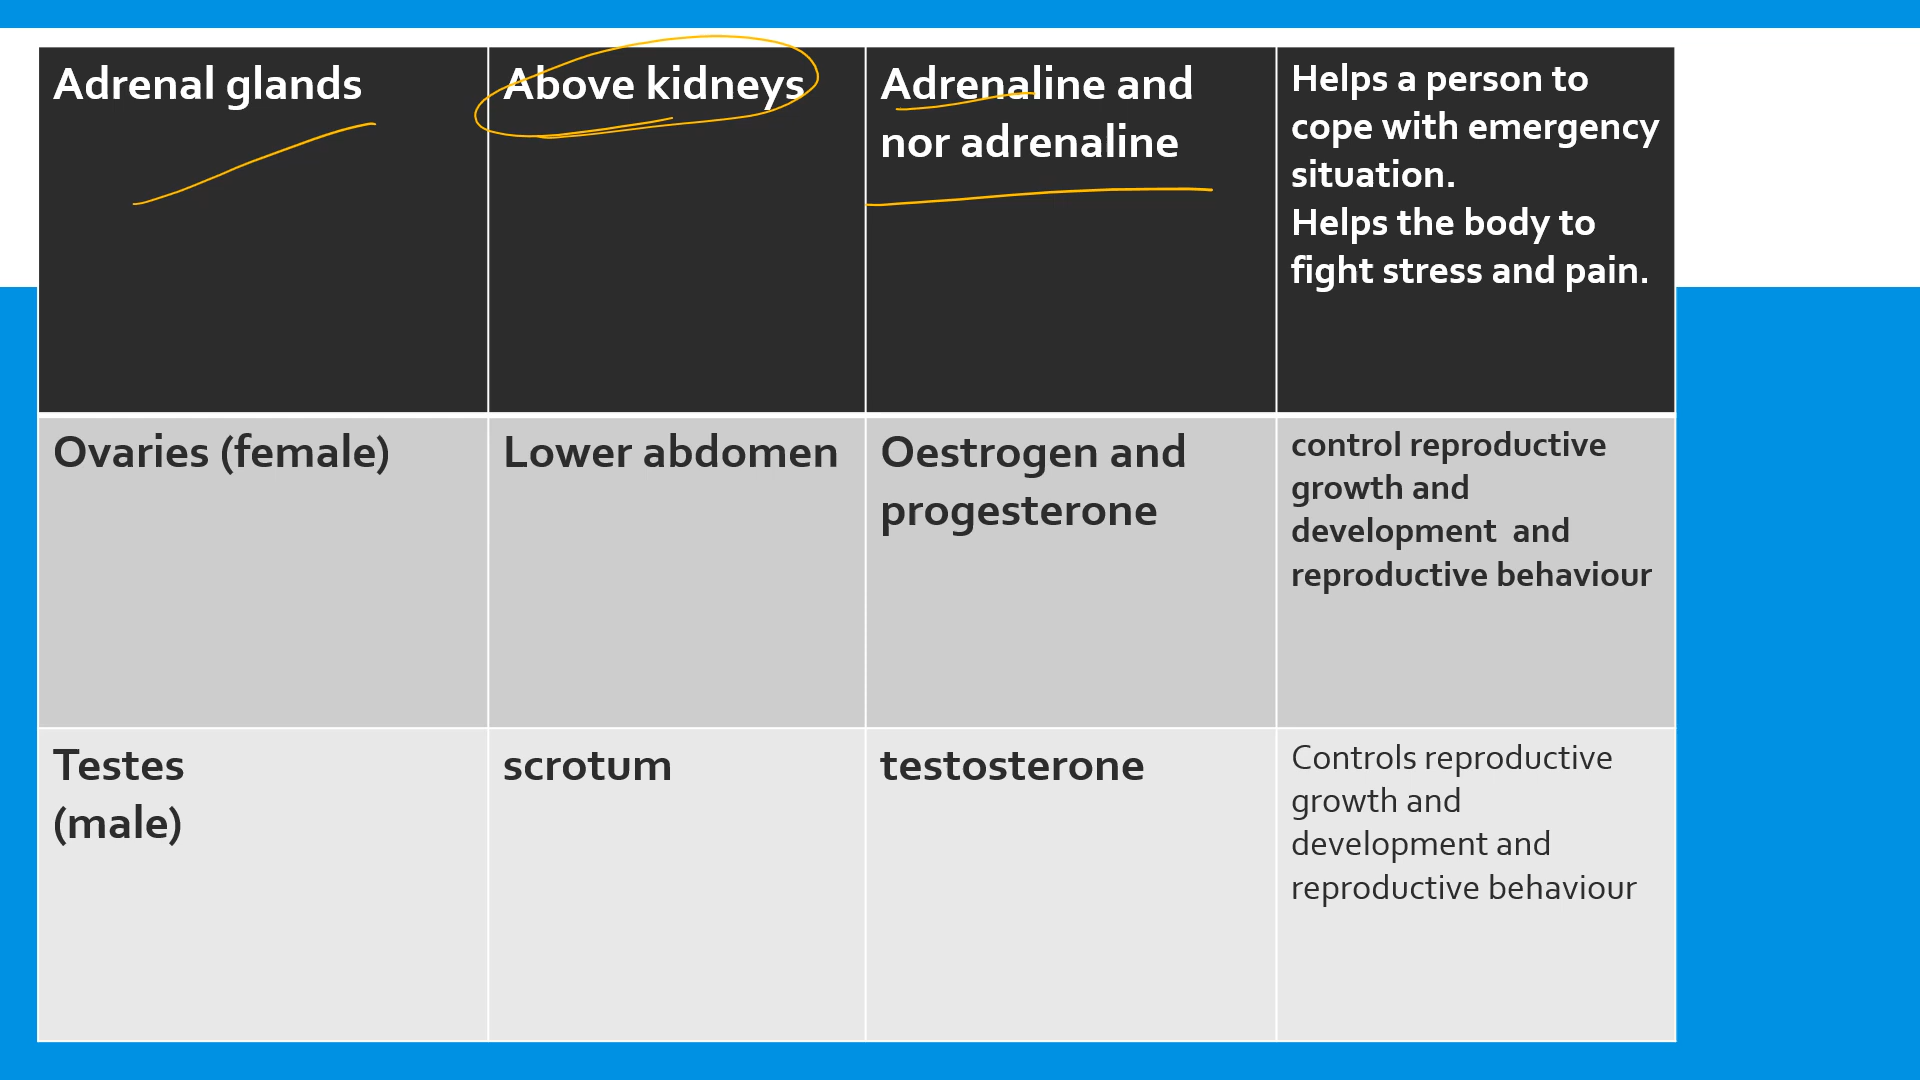 Adrenal glands
Above kidneys
Adrenaline and
nor adrenaline
Helps a person to
cope with emergency
situation.
Helps the body to
fight stress and pain.
Ovaries (female)
Lower abdomen
Oestrogen and
progesterone
control reproductive
growth and
development  and
reproductive behaviour
Testes
(male)
scrotum
testosterone
Controls reproductive
growth and
development and
reproductive behaviour